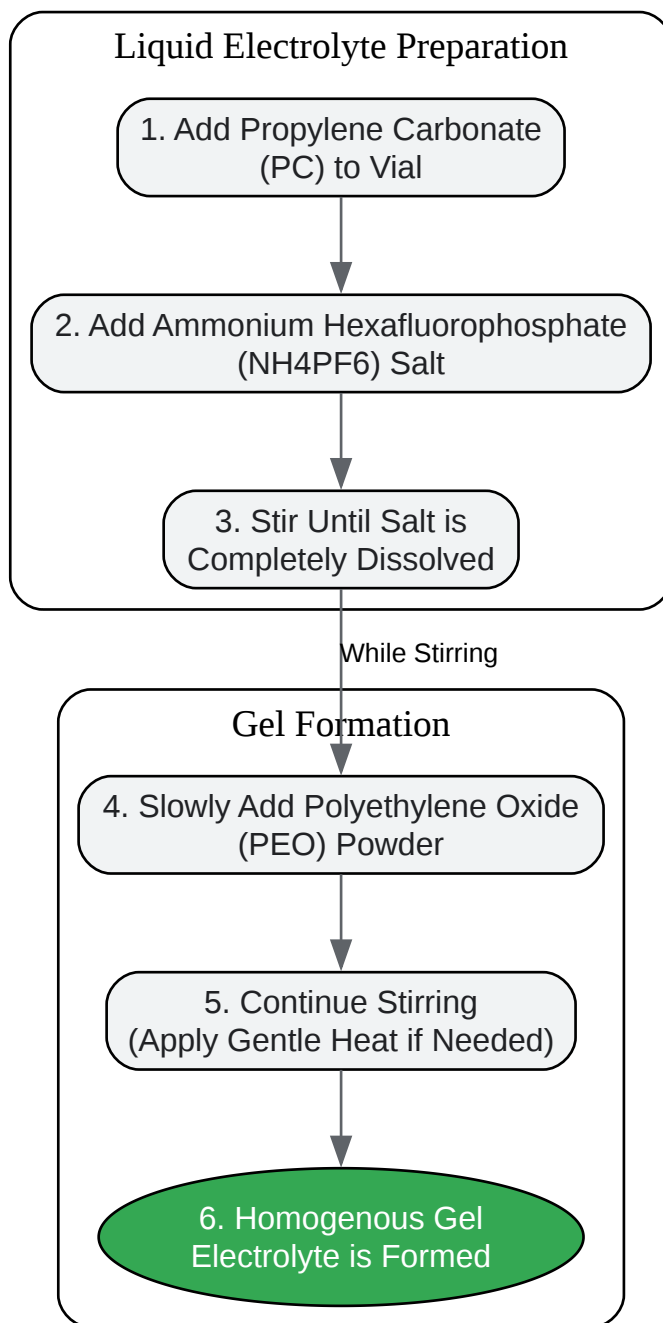 Liquid Electrolyte Preparation
1. Add Propylene Carbonate
(PC) to Vial
2. Add Ammonium Hexafluorophosphate
(NH4PF6) Salt
3. Stir Until Salt is
Completely Dissolved
While Stirring
Gel Formation
4. Slowly Add Polyethylene Oxide
(PEO) Powder
5. Continue Stirring
(Apply Gentle Heat if Needed)
6. Homogenous Gel
Electrolyte is Formed